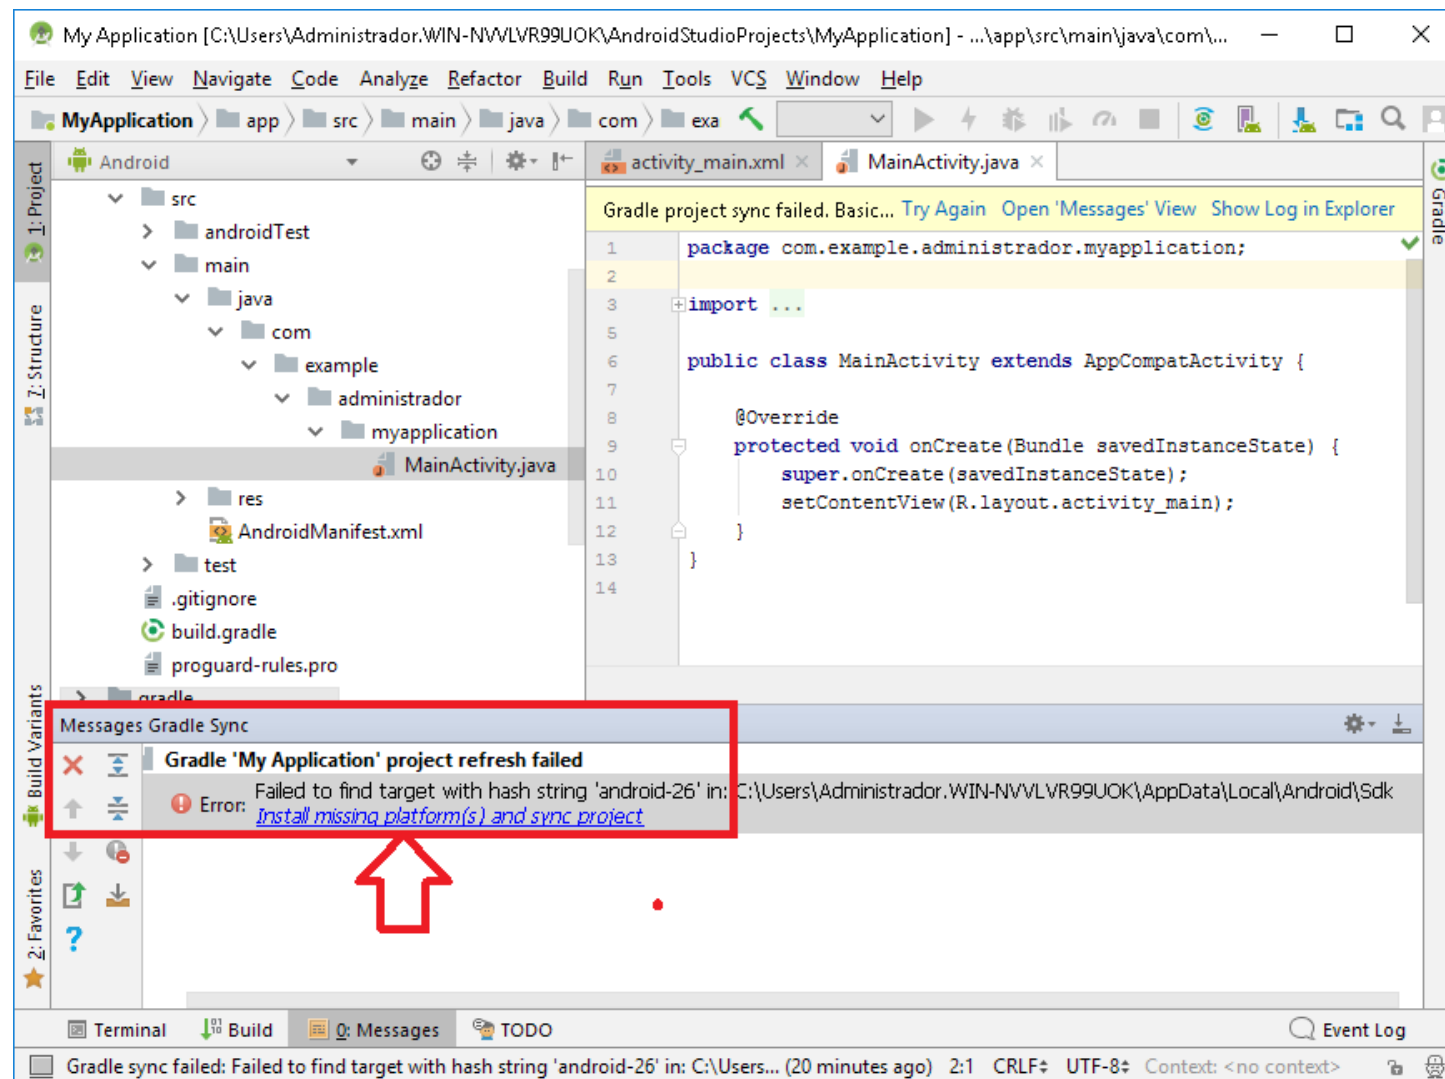 My Application [C:\Users\Administrador.WIN-NVVLVR99UOK\AndroidStudioProjects\MyApplication] - ...\app\src\main\java\com\...
File Edit View Navigate Code Analyze Refactor Build Run Tools VCS Window Help
MyApplication app src main java com exa
1: Project
7: Structure
Build Variants
2: Favorites
Android
src
androidTest
main
java
com
example
administrador
myapplication
MainActivity.java
res
AndroidManifest.xml
test
.gitignore
build.gradle
proguard-rules.pro
gradle
activity_main.xml MainActivity.java
Gradle project sync failed. Basic... Try Again Open 'Messages' View Show Log in Explorer
1 package com.example.administrador.myapplication;
2
3 import ...
5
6 public class MainActivity extends AppCompatActivity {
7
8 @Override
9 protected void onCreate(Bundle savedInstanceState) {
10 super.onCreate(savedInstanceState);
11 setContentView(R.layout.activity_main);
12 }
13 }
14
Gradle
Messages Gradle Sync
Gradle 'My Application' project refresh failed
Error: Failed to find target with hash string 'android-26' in: C:\Users\Administrador.WIN-NVVLVR99UOK\AppData\Local\Android\Sdk
Install missing platform(s) and sync project
Terminal Build 0: Messages TODO Event Log
Gradle sync failed: Failed to find target with hash string 'android-26' in: C:\Users... (20 minutes ago) 2:1 CRLF UTF-8 Context: <no context>